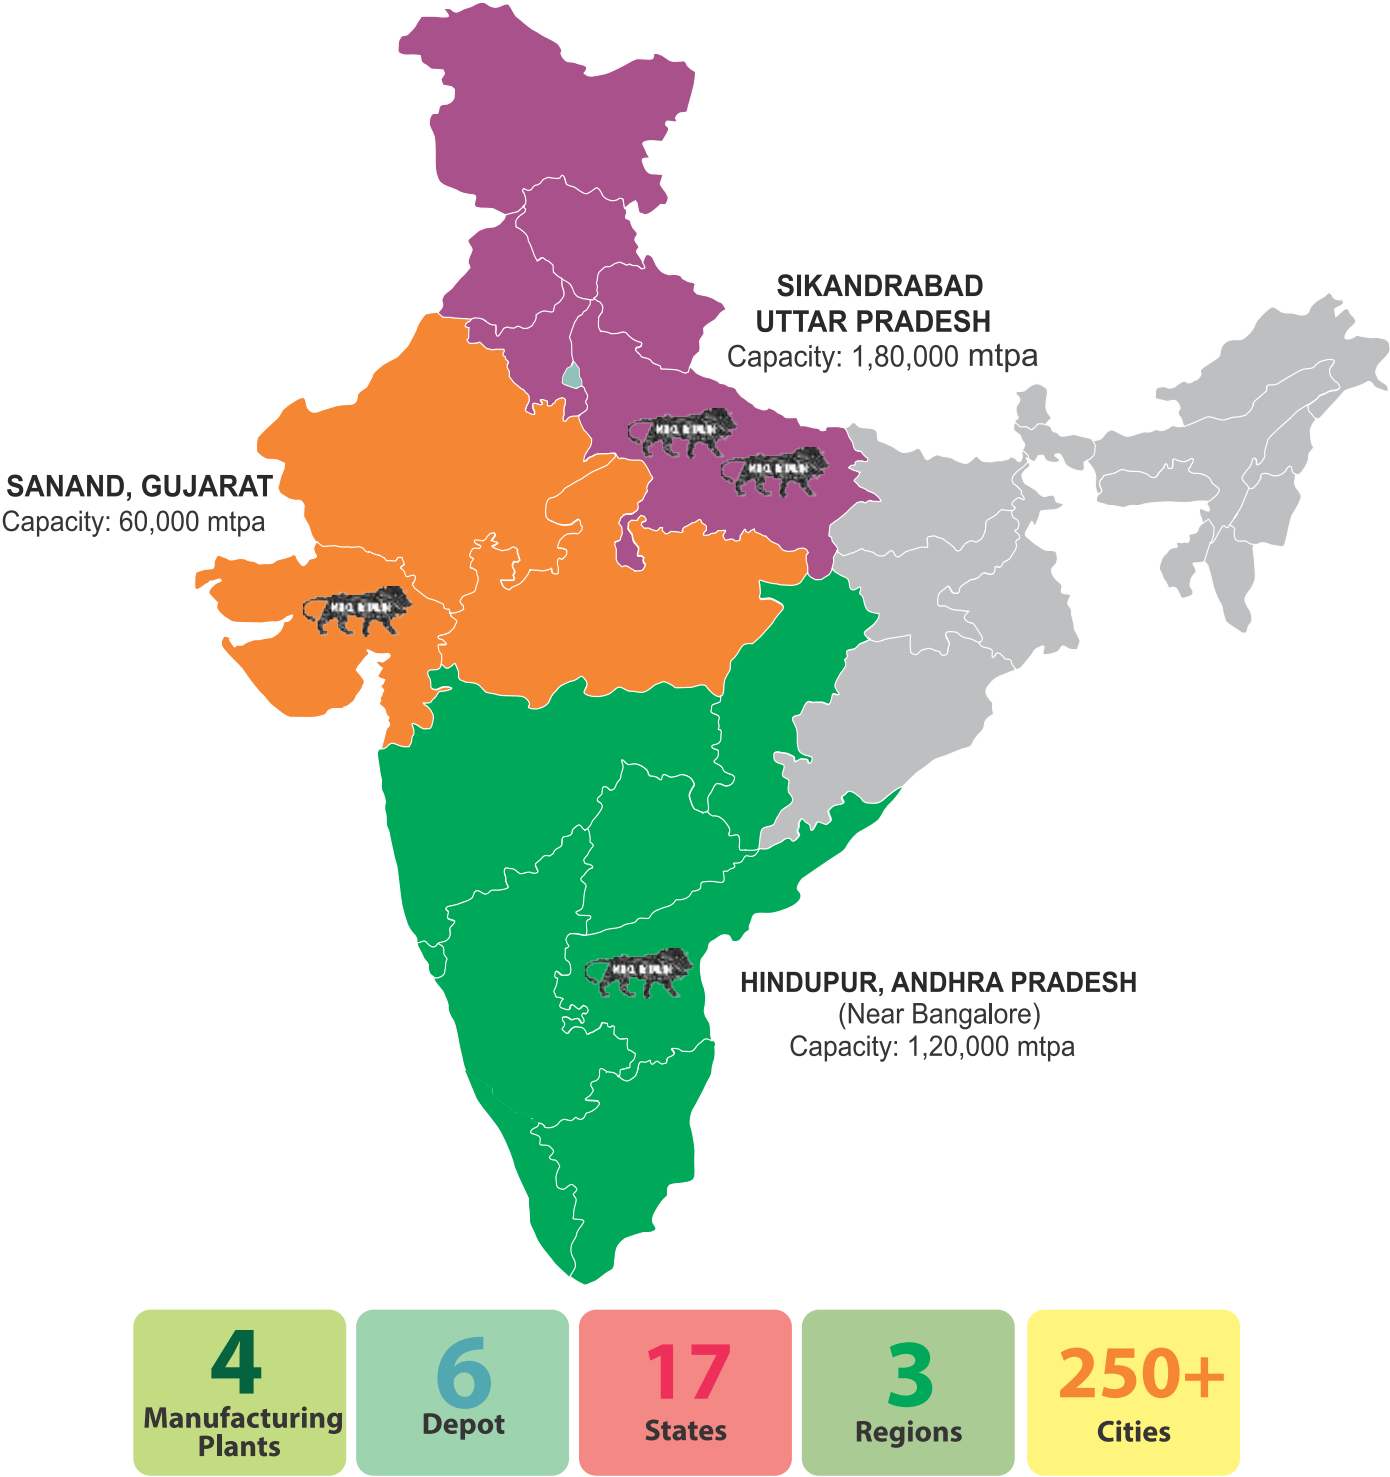 SIKANDRABAD
UTTAR PRADESH
Capacity: 1,80,000 mtpa
SANAND, GUJARAT
Capacity: 60,000 mtpa
HINDUPUR, ANDHRA PRADESH
(Near Bangalore)
Capacity: 1,20,000 mtpa
4
Manufacturing
Plants
6
Depot
17
States
3
Regions
250+
Cities